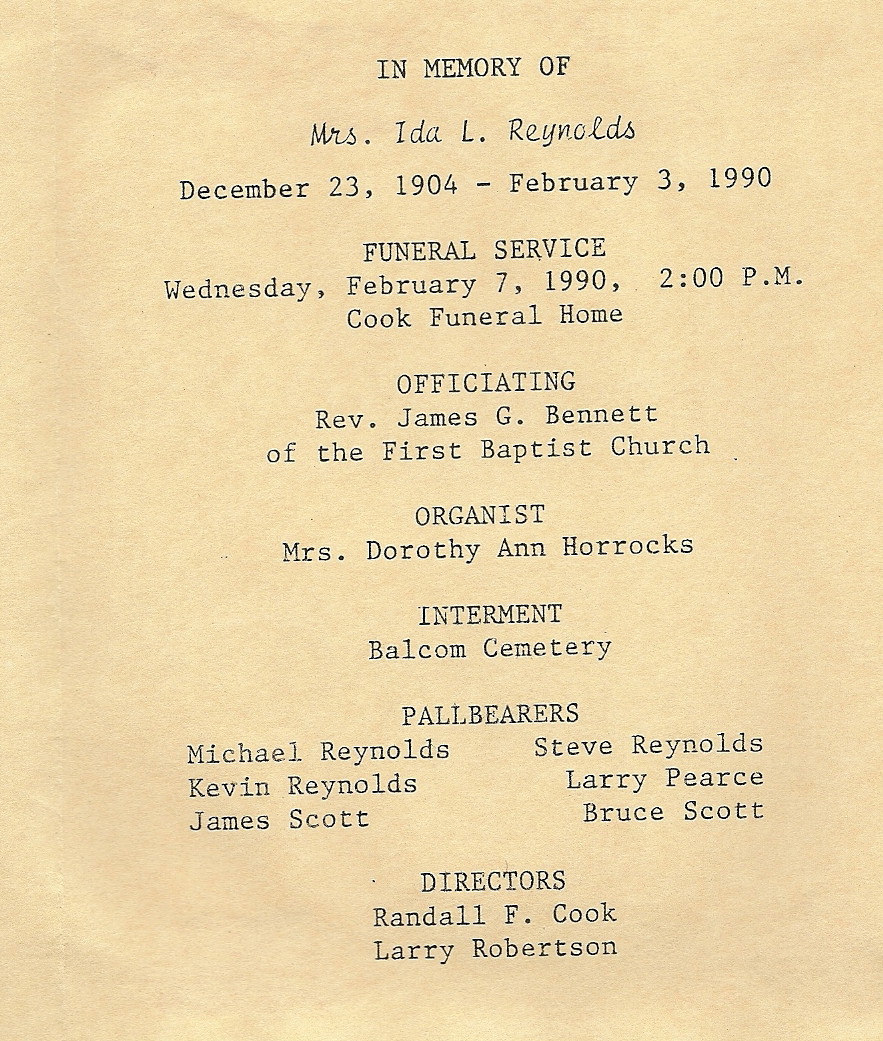 IN MEMORY OF
Mrs. Ida L. Reynolds
December 23, 1904 - February 3, 1990
FUNERAL SERVICE
Wednesday, February 7, 1990, 2:00 P.M.
Cook Funeral Home
OFFICIATING
Rev. James G. Bennett
of the First Baptist Church
ORGANIST
Mrs. Dorothy Ann Horrocks
INTERMENT
Balcom Cemetery
PALLBEARERS
Michael Reynolds Steve Reynolds
Kevin Reynolds Larry Pearce
James Scott Bruce Scott
DIRECTORS
Randall F. Cook
Larry Robertson